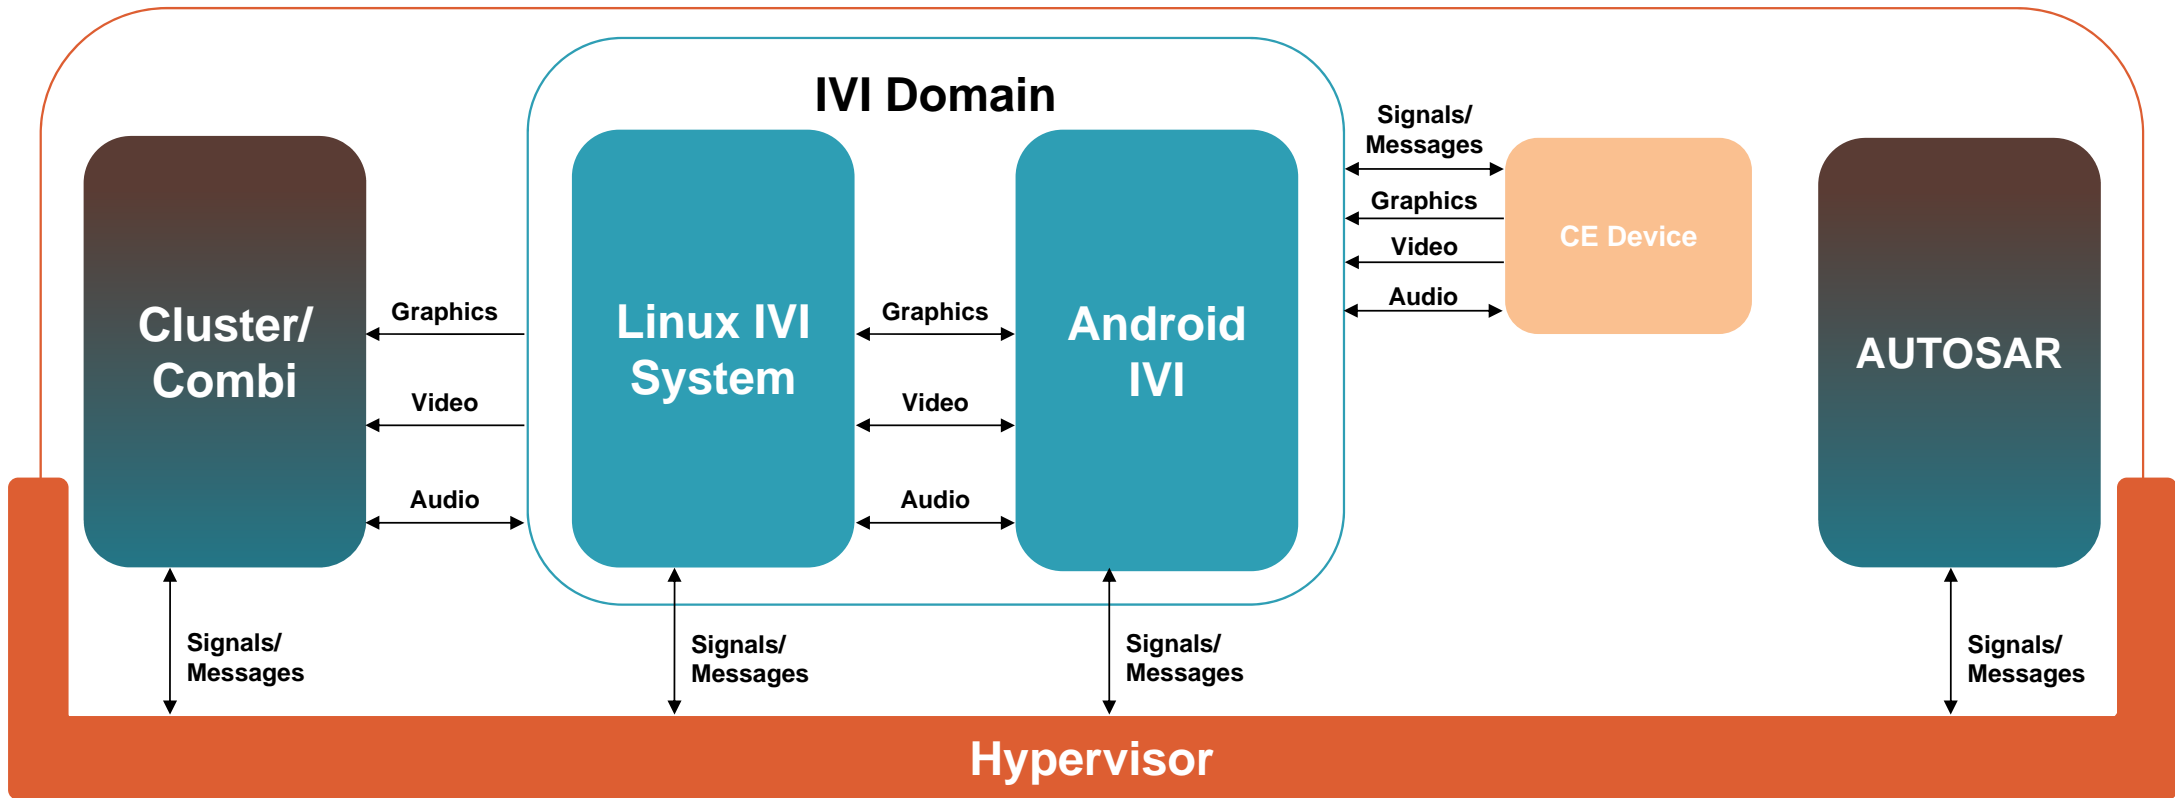 IVI Domain
Cluster/
Combi
Graphics
Video
Audio
Linux IVI
System
Graphics
Video
Audio
Android
IVI
Signals/
Messages
Graphics
Video
Audio
CE Device
AUTOSAR
Signals/
Messages
Signals/
Messages
Signals/
Messages
Signals/
Messages
Hypervisor